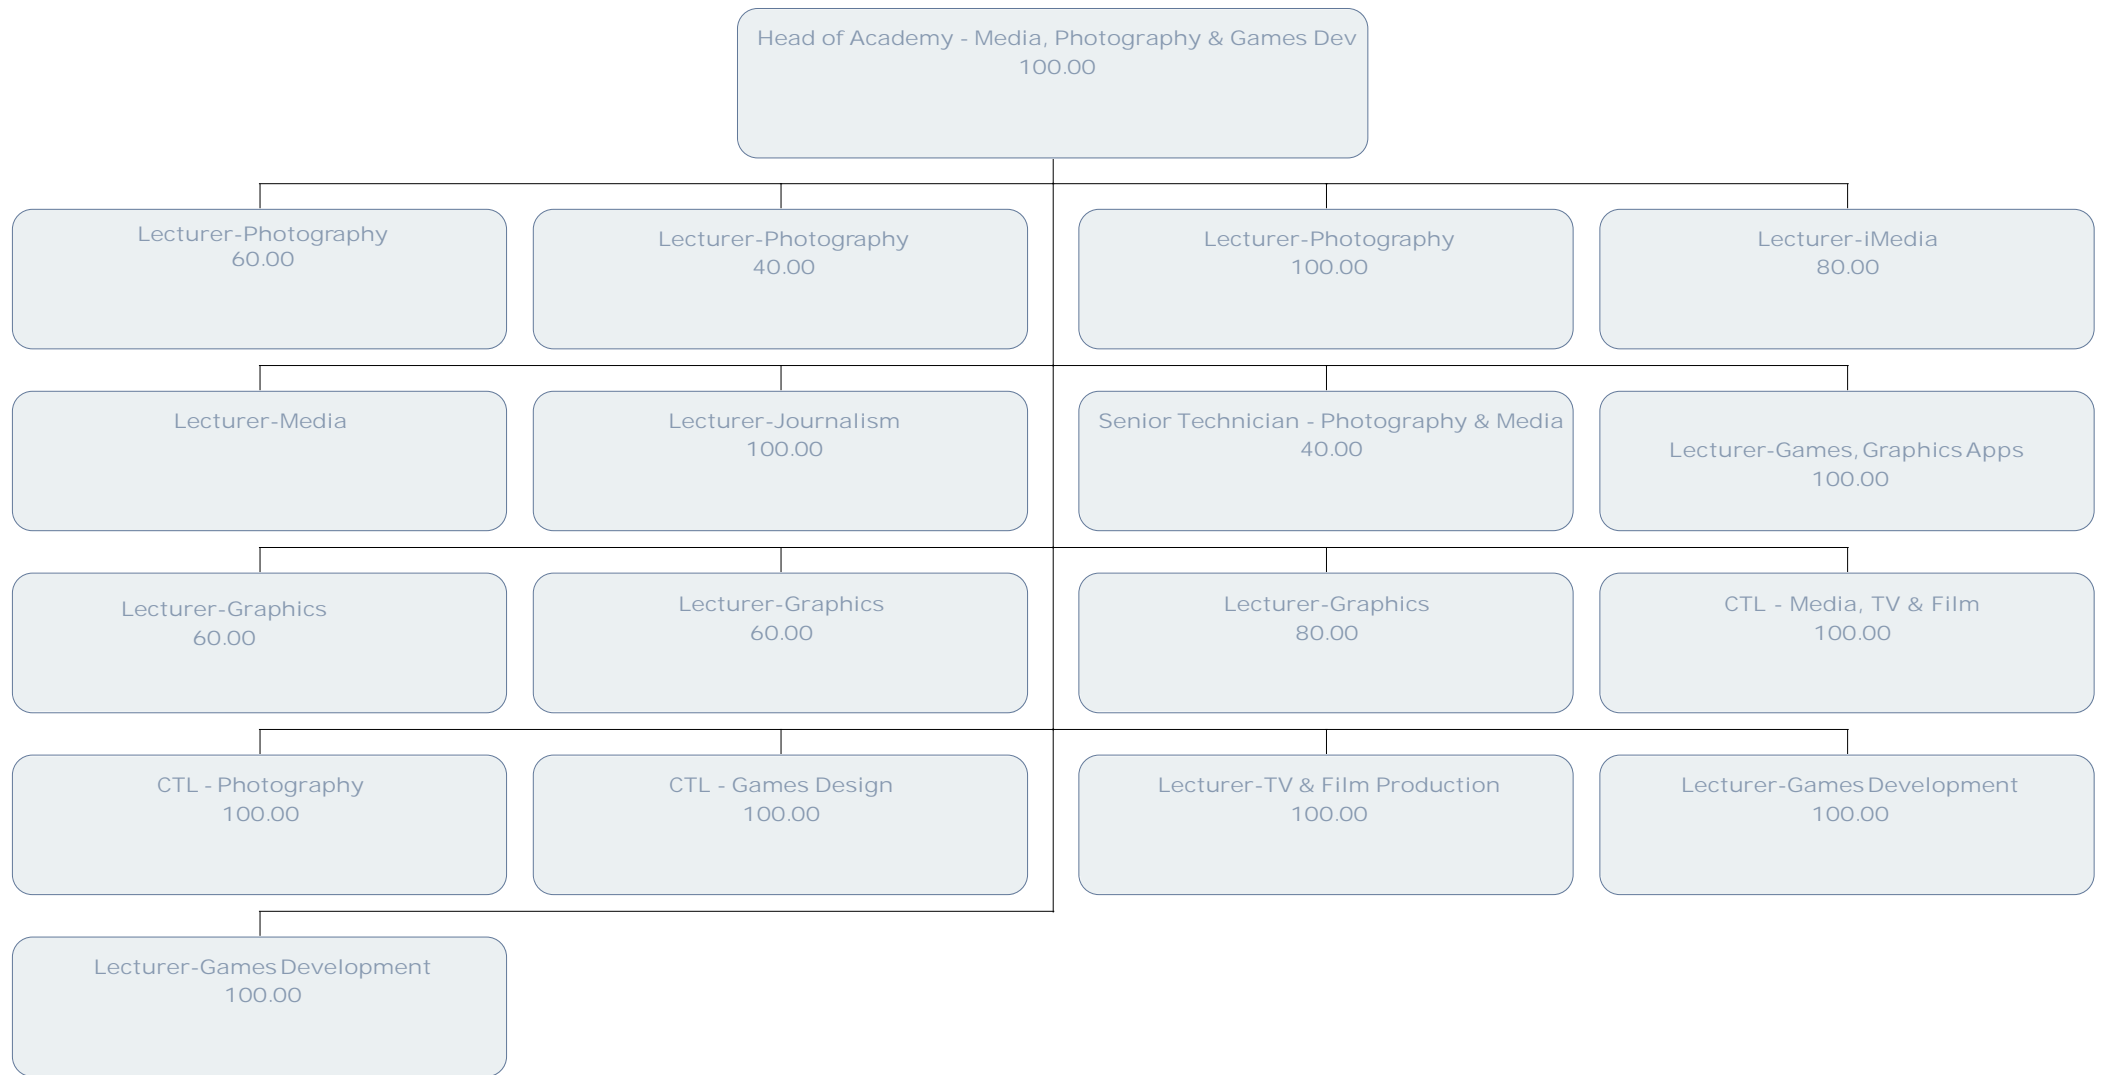 Head of Academy - Media, Photography & Games Dev
100.00
Lecturer-Photography
60.00
Lecturer-Photography
40.00
Lecturer-Photography
100.00
Lecturer-iMedia
80.00
Lecturer-Media
Lecturer-Journalism
100.00
Senior Technician - Photography & Media
40.00
Lecturer-Games, Graphics Apps
100.00
Lecturer-Graphics
60.00
Lecturer-Graphics
60.00
Lecturer-Graphics
80.00
CTL - Media, TV & Film
100.00
CTL - Photography
100.00
CTL - Games Design
100.00
Lecturer-TV & Film Production
100.00
Lecturer-Games Development
100.00
Lecturer-Games Development
100.00